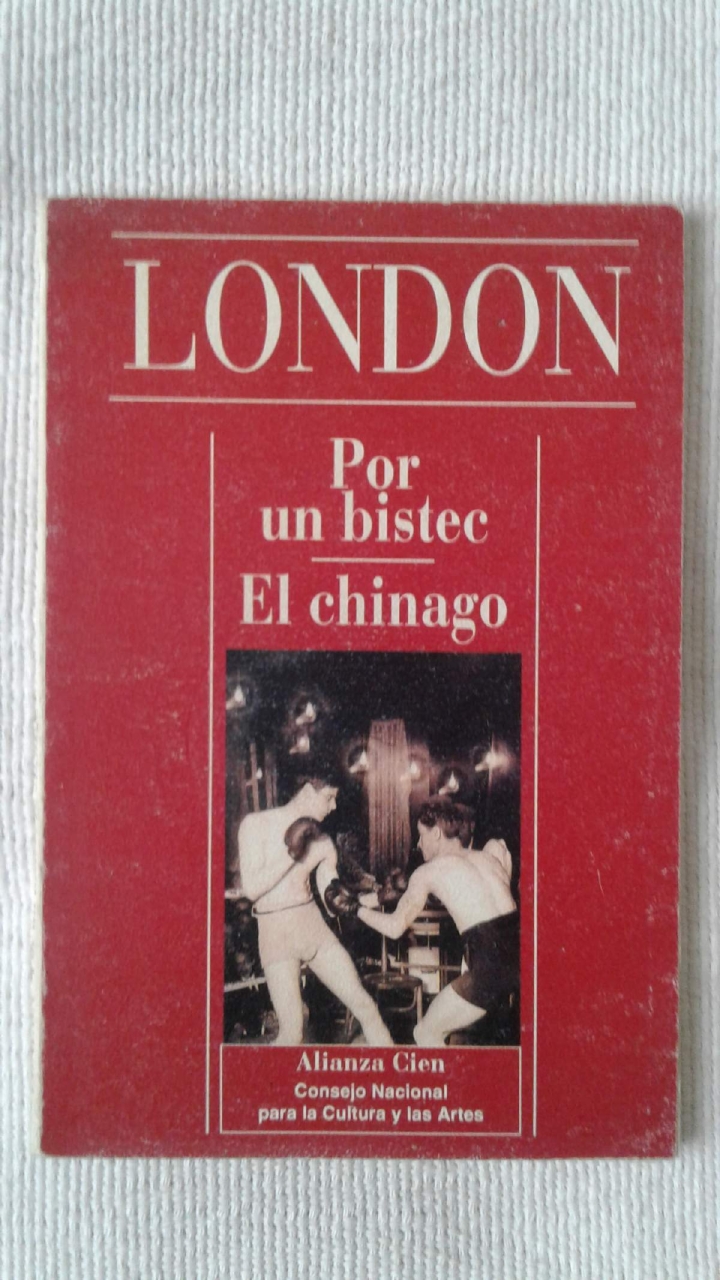 LONDON
Por
un bistec
El chinago
Alianza Cien
Consejo Nacional
para la Cultura y las Artes